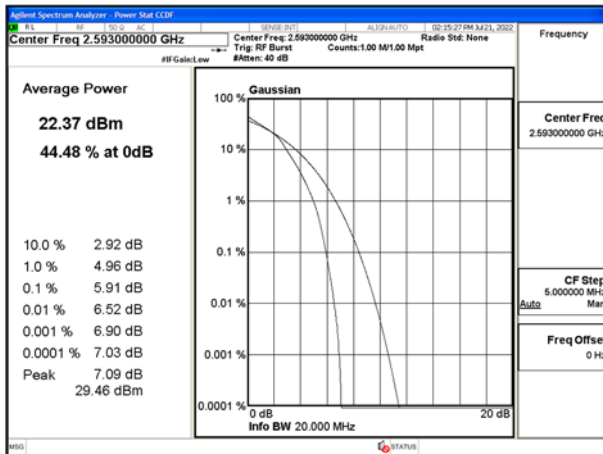 Agilent Spectrum Analyzer - Power Stat CCDF
RL RF 50 Ω AC SENSE:INT ALIGN AUTO 02:15:27 PM Jul 21, 2022
Center Freq 2.593000000 GHz
Center Freq: 2.593000000 GHz Radio Std: None
Trig: RF Burst Counts:1.00 M/1.00 Mpt
#IFGain:Low #Atten: 40 dB
Frequency
Average Power
22.37 dBm
44.48 % at 0dB
10.0 % 2.92 dB
1.0 % 4.96 dB
0.1 % 5.91 dB
0.01 % 6.52 dB
0.001 % 6.90 dB
0.0001 % 7.03 dB
Peak 7.09 dB
29.46 dBm
Gaussian
100 %
10 %
1 %
0.1 %
0.01 %
0.001 %
0.0001 %
0 dB 20 dB
Info BW 20.000 MHz
Center Freq
2.593000000 GHz
CF Step
5.000000 MHz
Auto Man
Freq Offset
0 Hz
MSG STATUS